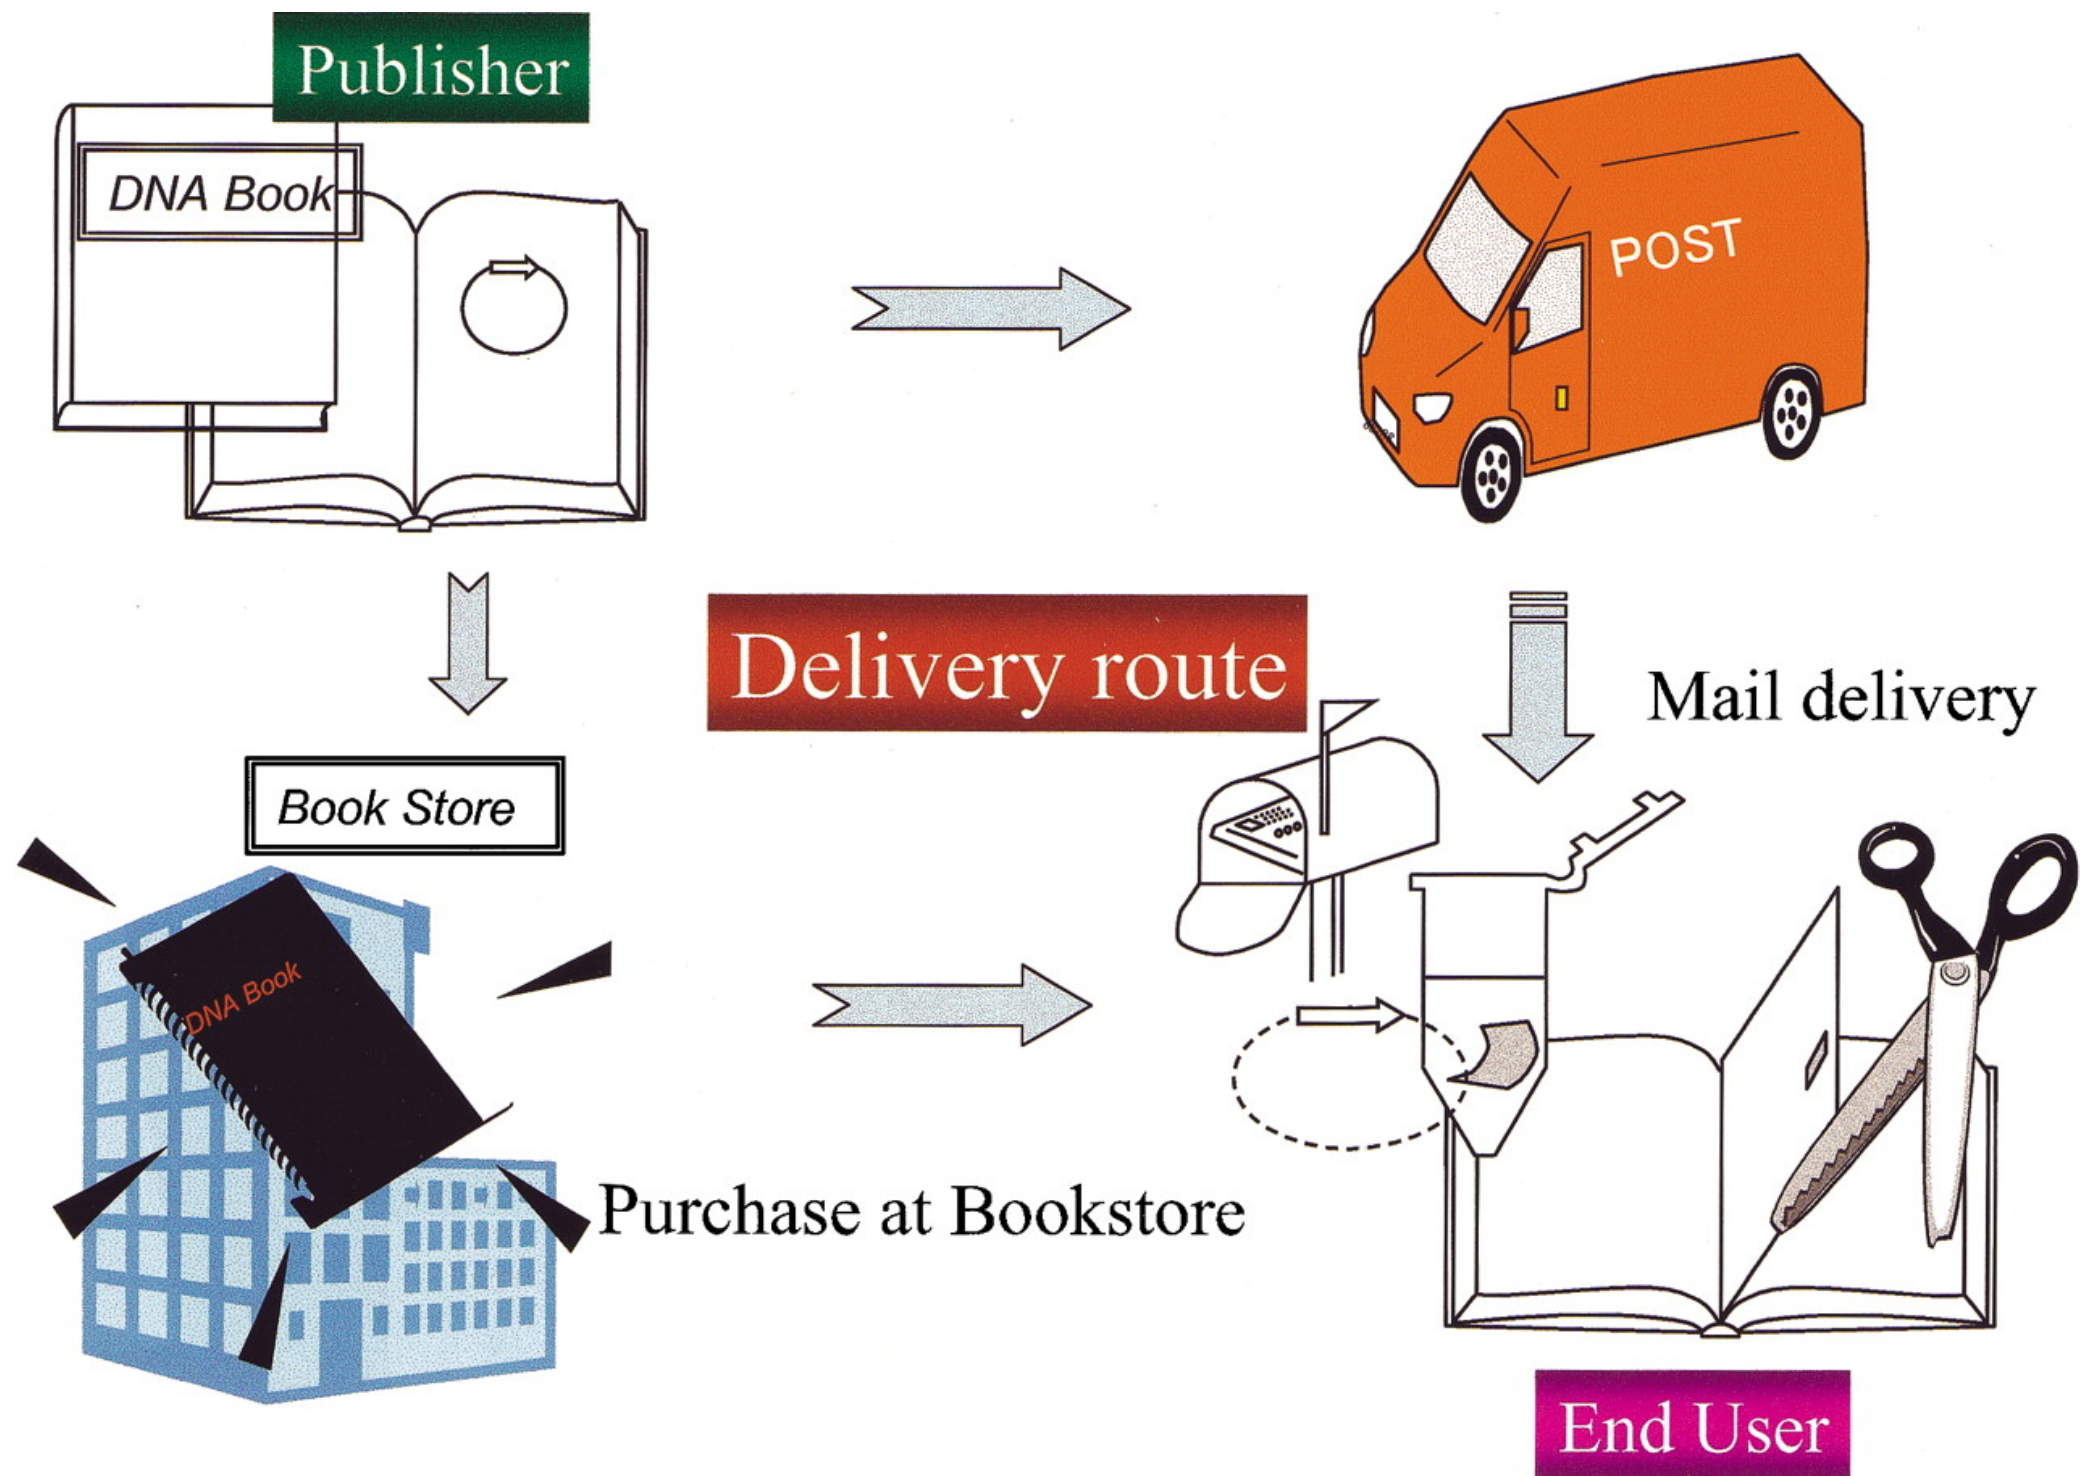 Publisher
DNA Book
POST
Delivery route
Mail delivery
Book Store
DNA Book
Purchase at Bookstore
End User